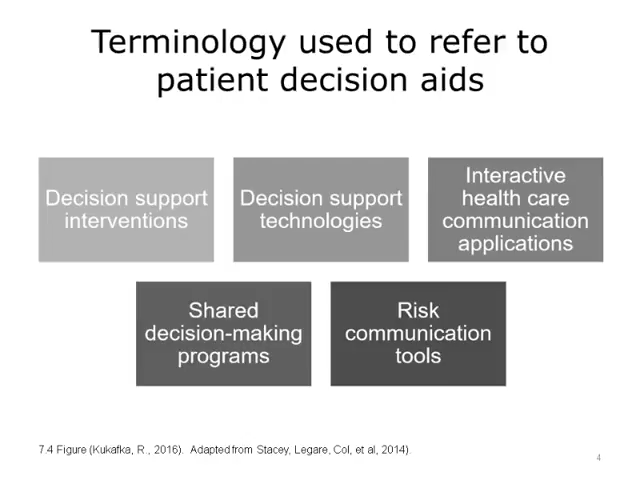 Terminology used to refer to
patient decision aids
Decision support
interventions
Decision support
technologies
Interactive
health care
communication
applications
Shared
decision-making
programs
Risk
communication
tools
7.4 Figure (Kukafka, R., 2016).  Adapted from Stacey, Legare, Col, et al, 2014).
4